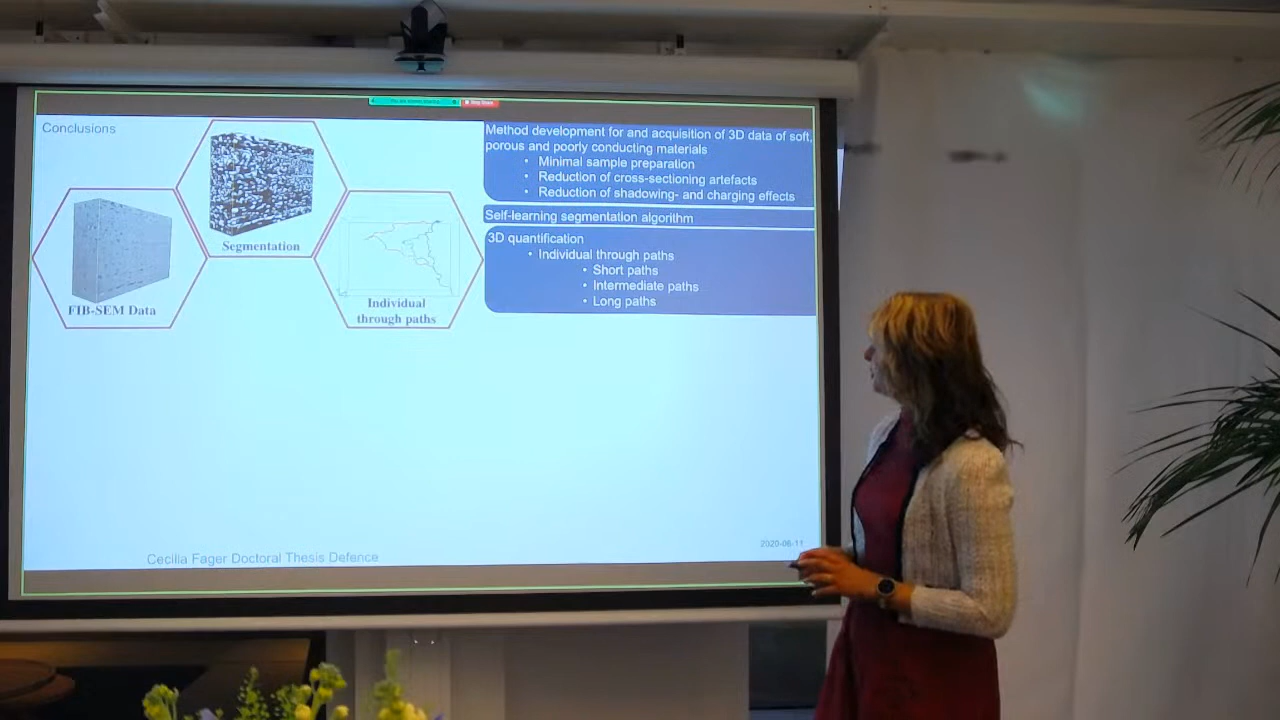 Conclusions
Segmentation
FIB-SEM Data
Individual
through paths
Method development for and acquisition of 3D data of soft,
porous and poorly conducting materials
• Minimal sample preparation
• Reduction of cross-sectioning artefacts
• Reduction of shadowing- and charging effects
Self-learning segmentation algorithm
3D quantification
• Individual through paths
• Short paths
• Intermediate paths
• Long paths
Cecilia Fager Doctoral Thesis Defence
2020-06-11